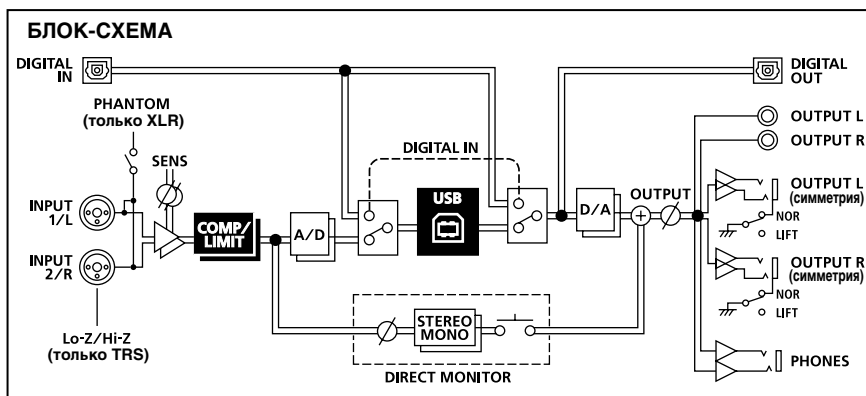 БЛОК-СХЕМА
DIGITAL
IN
DIGITAL
OUT
PHANTOM
(только XLR)
OUTPUT L
OUTPUT R
SENS
DIGITAL IN
INPUT
1/L
COMP/
LIMIT
A/D
USB
D/A
OUTPUT
OUTPUT L
(симметрия)
NOR
LIFT
INPUT
2/R
OUTPUT R
(симметрия)
NOR
LIFT
Lo-Z/Hi-Z
(только TRS)
STEREO
MONO
DIRECT MONITOR
PHONES